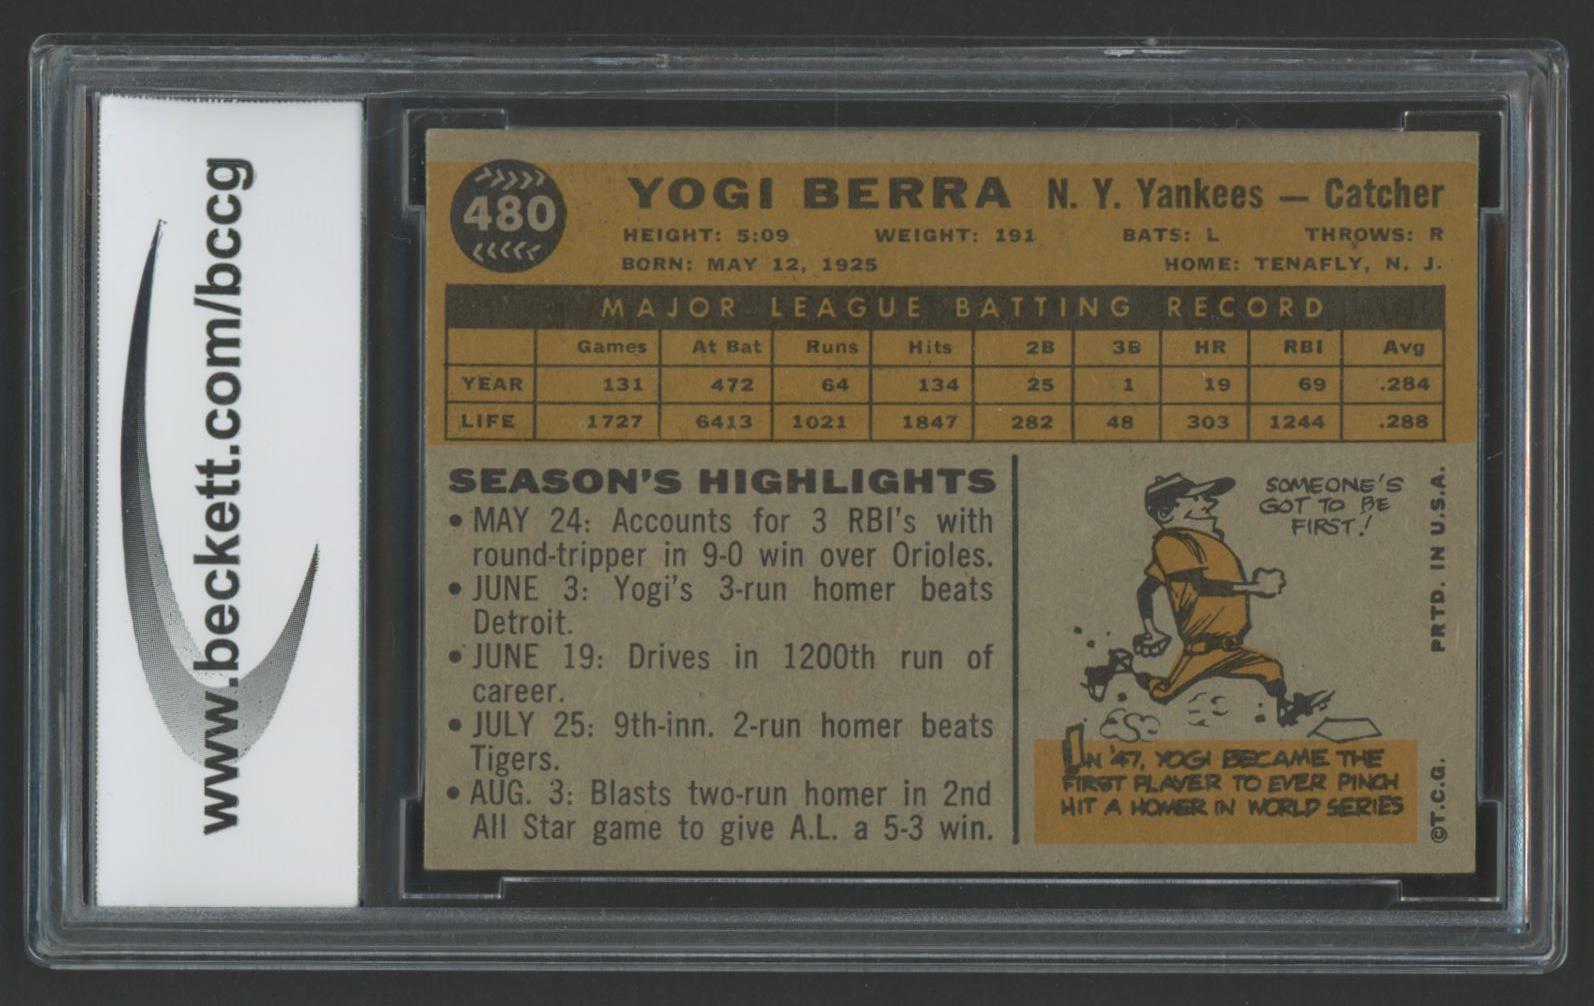 www.beckett.com/bccg
480
YOGI BERRA N. Y. Yankees — Catcher
HEIGHT: 5:09 WEIGHT: 191 BATS: L THROWS: R
BORN: MAY 12, 1925 HOME: TENAFLY, N. J.
MAJOR LEAGUE BATTING RECORD
Games At Bat Runs Hits 2B 3B HR RBI Avg
YEAR 131 472 64 134 25 1 19 69 .284
LIFE 1727 6413 1021 1847 282 48 303 1244 .288
SEASON'S HIGHLIGHTS
• MAY 24: Accounts for 3 RBI's with
round-tripper in 9-0 win over Orioles.
• JUNE 3: Yogi's 3-run homer beats
Detroit.
• JUNE 19: Drives in 1200th run of
career.
• JULY 25: 9th-inn. 2-run homer beats
Tigers.
• AUG. 3: Blasts two-run homer in 2nd
All Star game to give A.L. a 5-3 win.
SOMEONE'S
GOT TO BE
FIRST!
IN '47, YOGI BECAME THE
FIRST PLAYER TO EVER PINCH
HIT A HOMER IN WORLD SERIES
©T.C.G. PRTD. IN U.S.A.